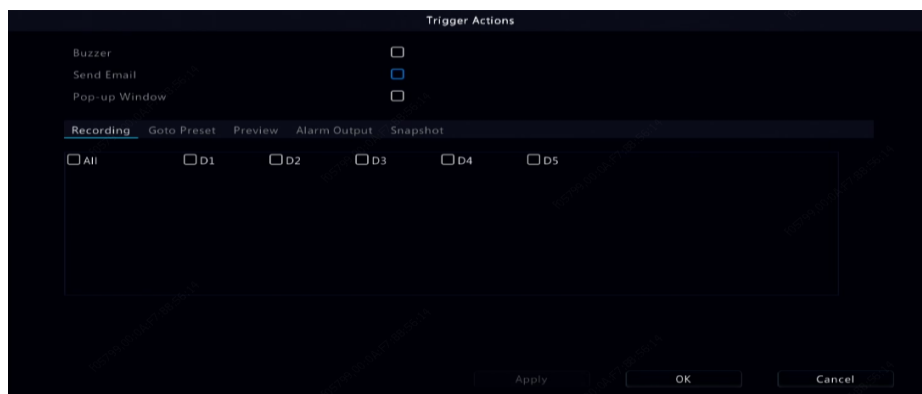 Trigger Actions
Buzzer
Send Email
Pop-up Window
Recording Goto Preset Preview Alarm Output Snapshot
All D1 D2 D3 D4 D5
Apply OK Cancel